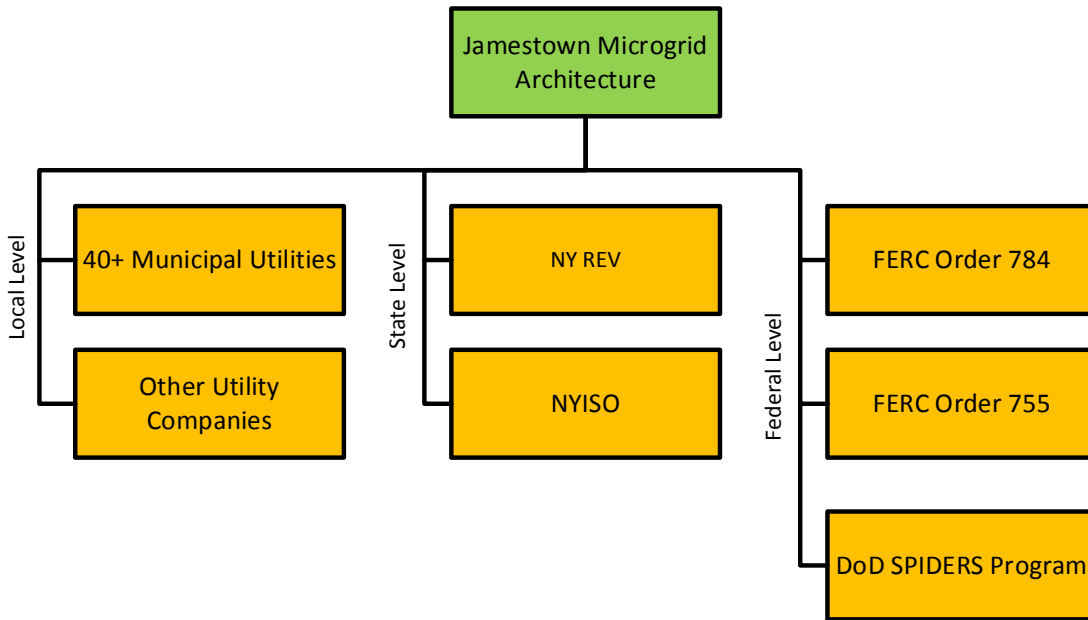 Jamestown Microgrid
Architecture
Local Level
40+ Municipal Utilities
Other Utility
Companies
State Level
NY REV
NYISO
Federal Level
FERC Order 784
FERC Order 755
DoD SPIDERS Program